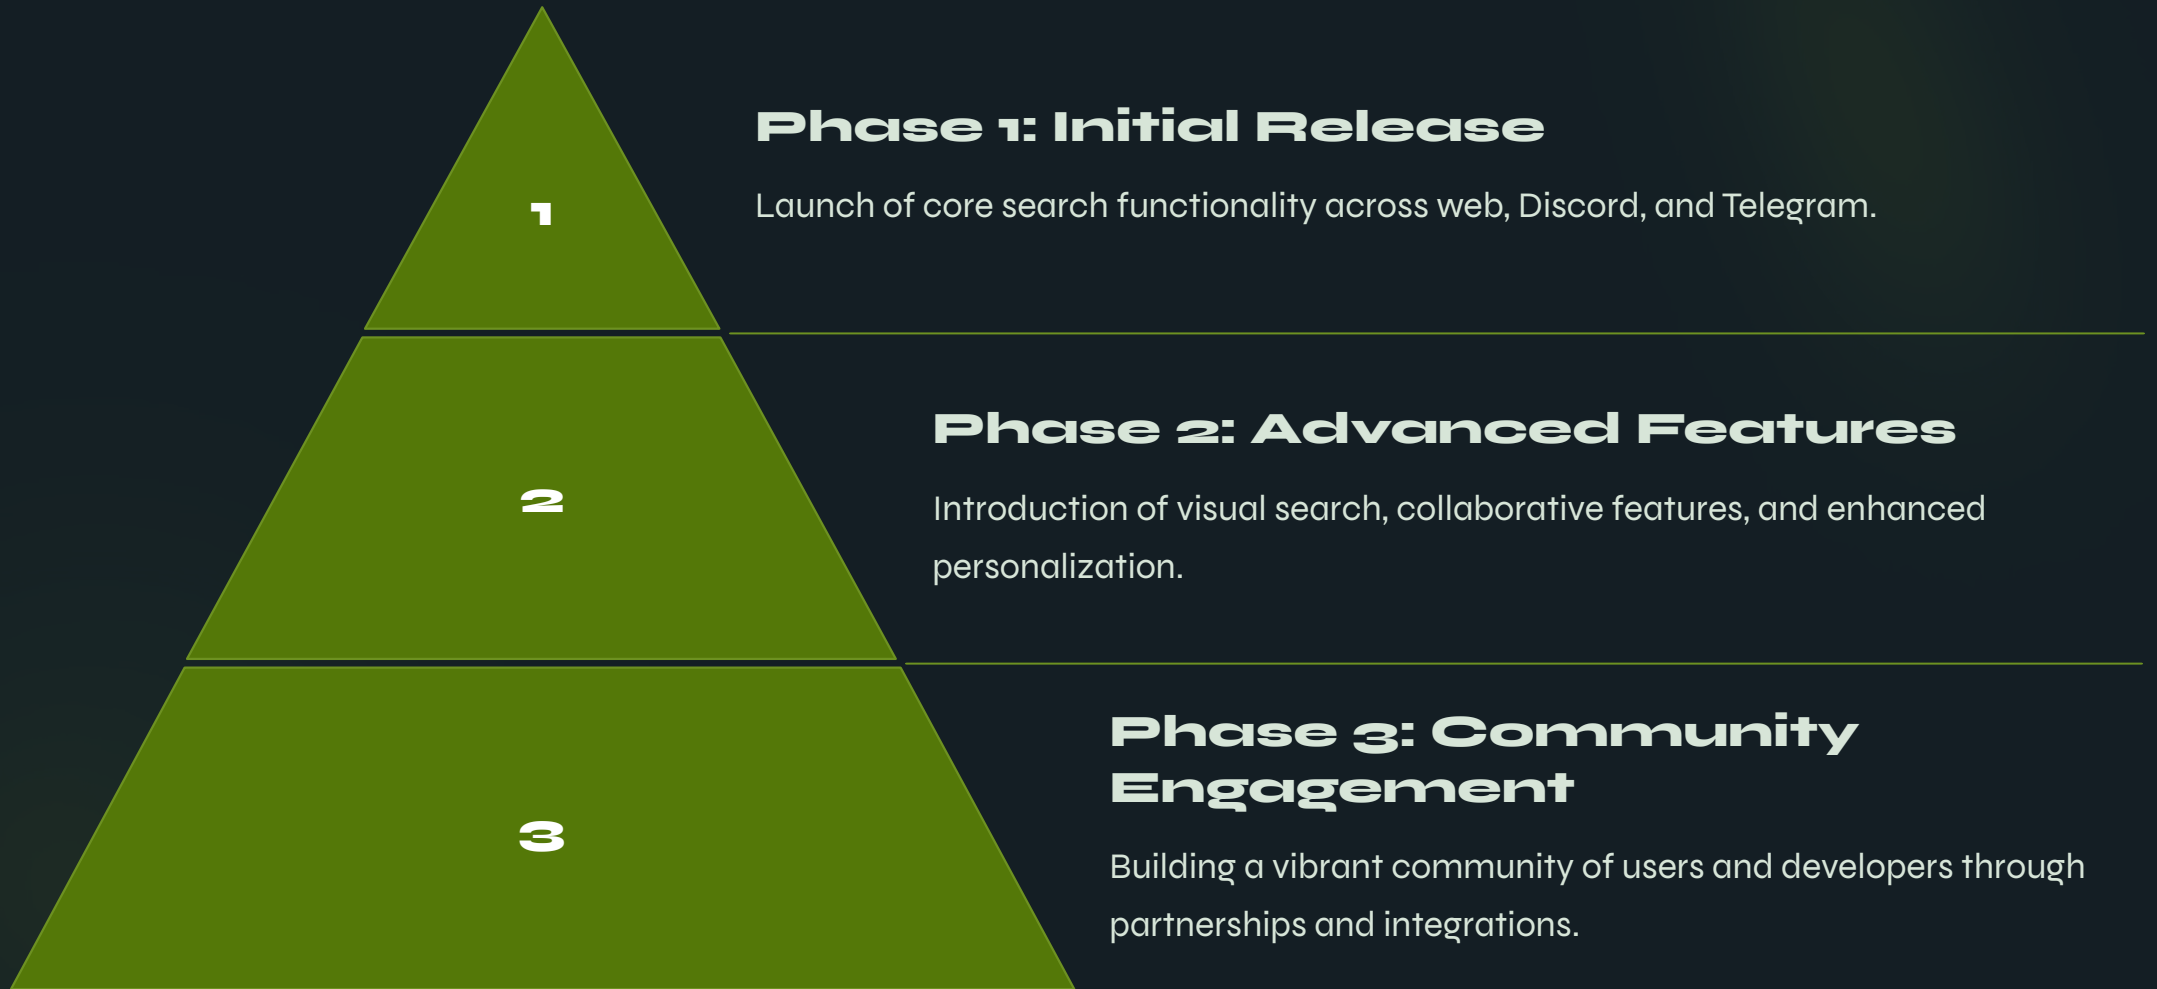 1
Phase 1: Initial Release
Launch of core search functionality across web, Discord, and Telegram.
2
Phase 2: Advanced Features
Introduction of visual search, collaborative features, and enhanced
personalization.
3
Phase 3: Community
Engagement
Building a vibrant community of users and developers through
partnerships and integrations.